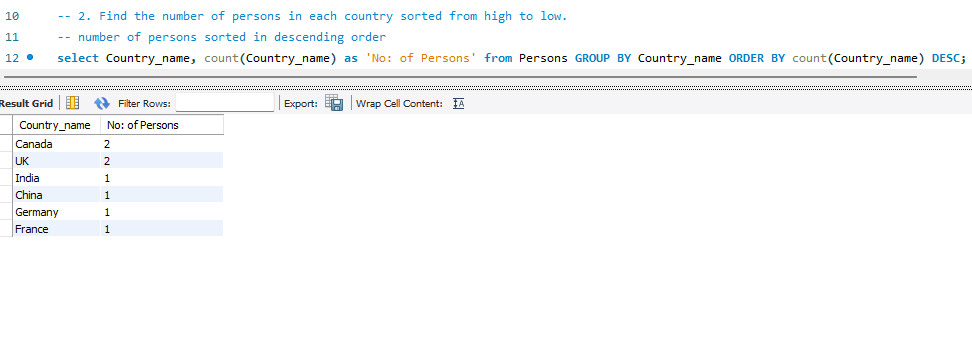 10 -- 2. Find the number of persons in each country sorted from high to low.
11 -- number of persons sorted in descending order
12 select Country_name, count(Country_name) as 'No: of Persons' from Persons GROUP BY Country_name ORDER BY count(Country_name) DESC;
Result Grid Filter Rows: Export: Wrap Cell Content: IA
Country_name No: of Persons
Canada 2
UK 2
India 1
China 1
Germany 1
France 1